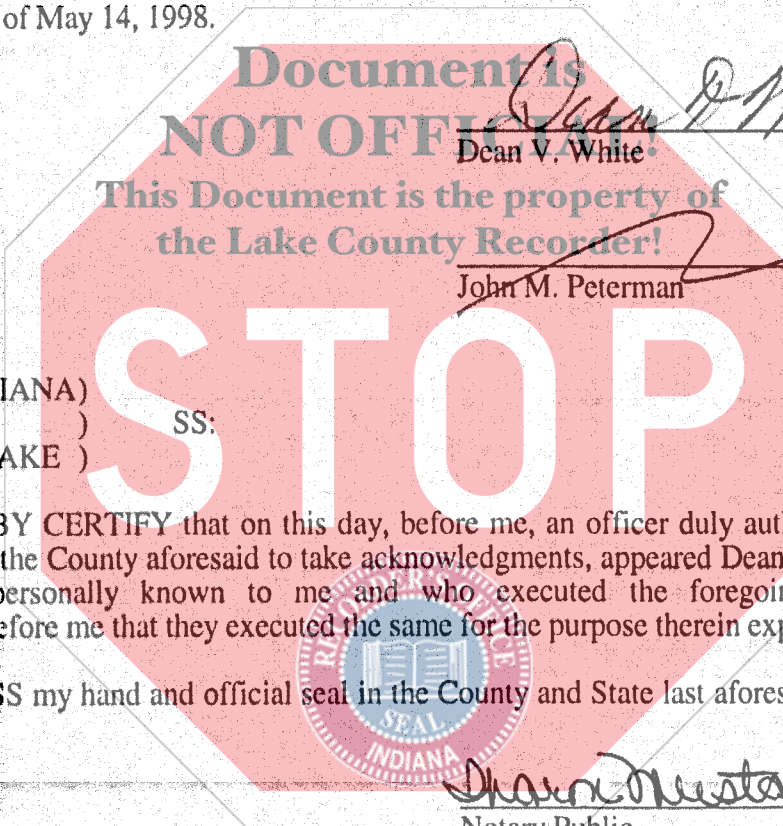 of May 14, 1998.
Document is
NOT OFFICIAL!
Dean V. White
This Document is the property of
the Lake County Recorder!
John M. Peterman
STOP
IANA)
) SS:
AKE )
BY CERTIFY that on this day, before me, an officer duly aut
the County aforesaid to take acknowledgments, appeared Dean
personally known to me and who executed the foregoin
efore me that they executed the same for the purpose therein exp
SS my hand and official seal in the County and State last afores
RECORDER'S OFFICE
SEAL
INDIANA
Notary Public